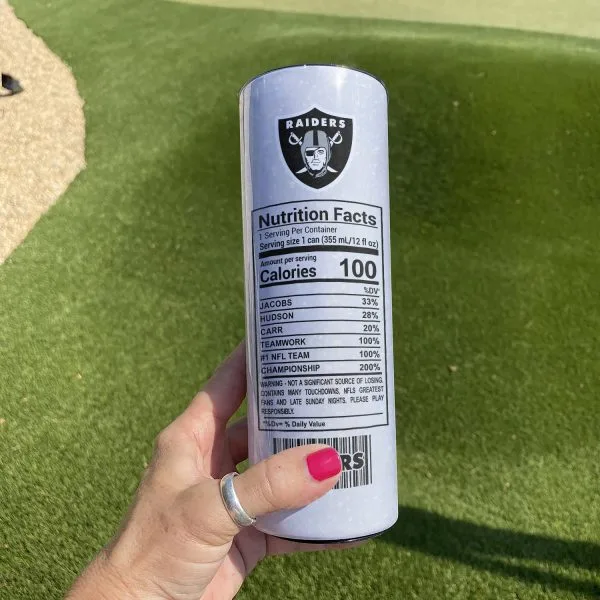 RAIDERS
Nutrition Facts
1 Serving Per Container
Serving size 1 can (355 mL/12 fl oz)
Amount per serving
Calories 100
%DV*
JACOBS 33%
HUDSON 28%
CARR 20%
TEAMWORK 100%
#1 NFL TEAM 100%
CHAMPIONSHIP 200%
WARNING - NOT A SIGNIFICANT SOURCE OF LOSING.
CONTAINS MANY TOUCHDOWNS, NFLS GREATEST
FANS AND LATE SUNDAY NIGHTS. PLEASE PLAY
RESPONSIBLY.
*%Dv= % Daily Value
RS